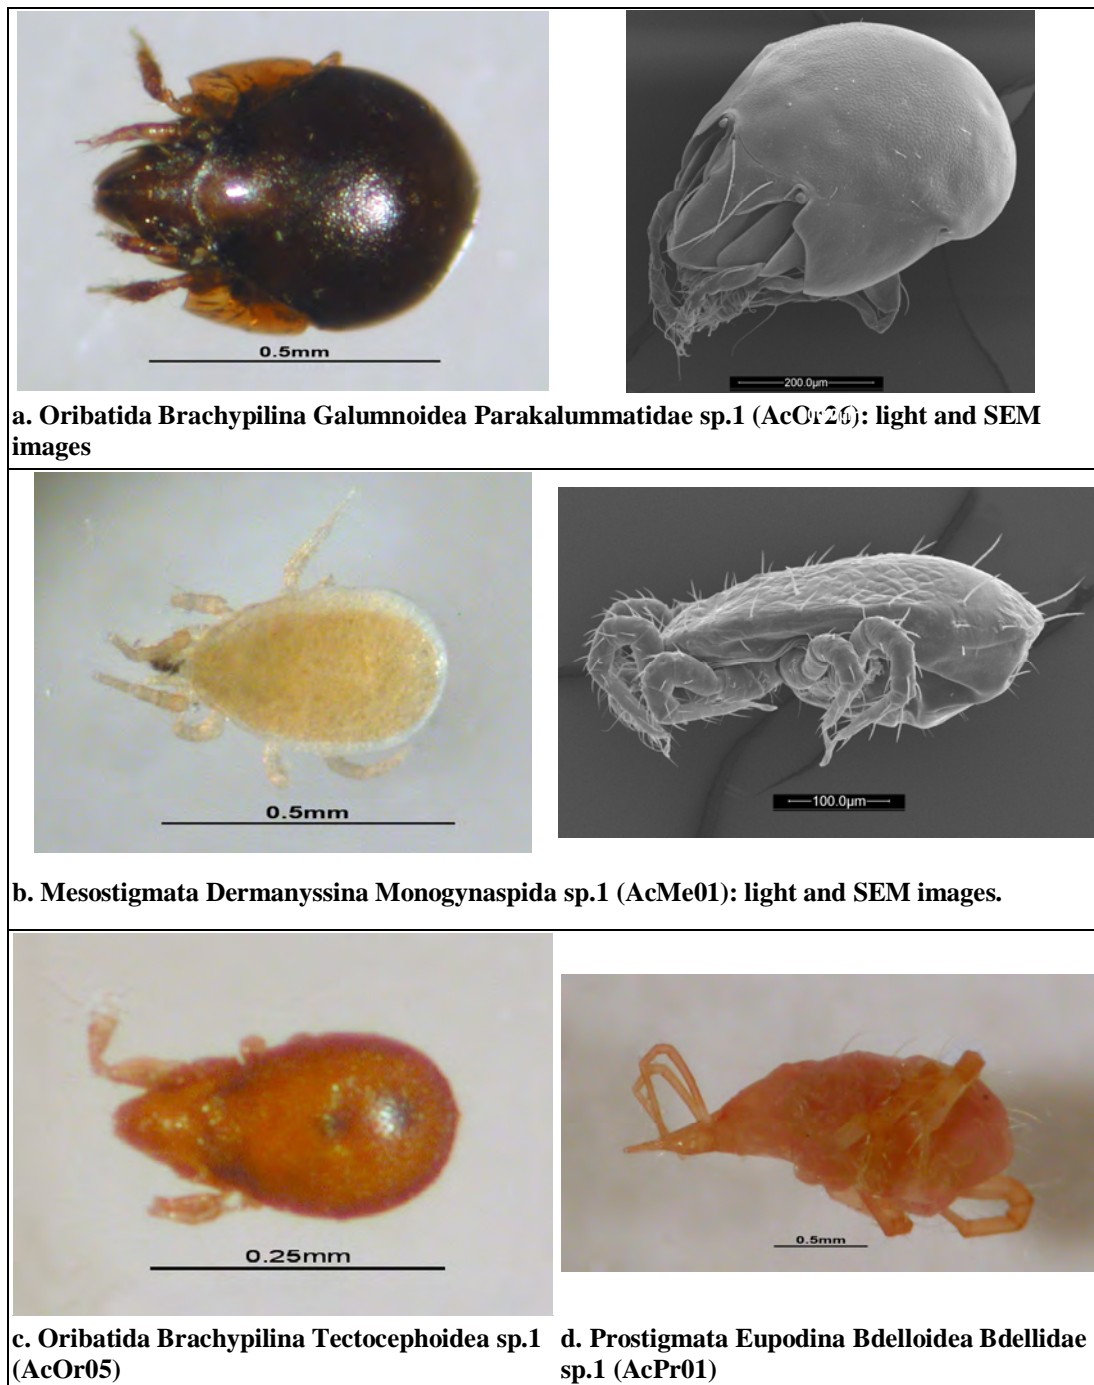 0.5mm
200.0µm
a. Oribatida Brachypilina Galumnoidea Parakalummatidae sp.1 (AcOr26): light and SEM
images
0.5mm
100.0µm
b. Mesostigmata Dermanyssina Monogynaspida sp.1 (AcMe01): light and SEM images.
0.25mm
0.5mm
c. Oribatida Brachypilina Tectocephoidea sp.1
(AcOr05)
d. Prostigmata Eupodina Bdelloidea Bdellidae
sp.1 (AcPr01)